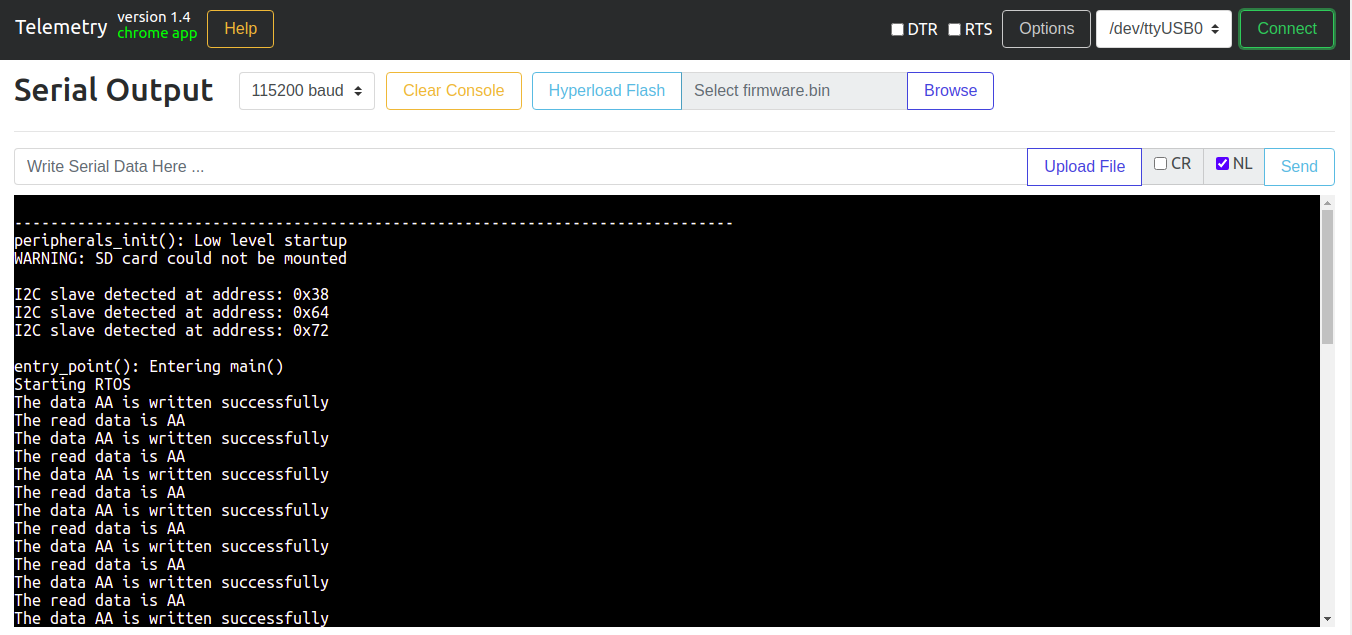 Telemetry version 1.4 Help DTR RTS Options /dev/ttyUSB0 Connect
chrome app
Serial Output 115200 baud Clear Console Hyperload Flash Select firmware.bin Browse
Write Serial Data Here ... Upload File CR NL Send
--------------------------------------------------------------------------------
peripherals_init(): Low level startup
WARNING: SD card could not be mounted
I2C slave detected at address: 0x38
I2C slave detected at address: 0x64
I2C slave detected at address: 0x72
entry_point(): Entering main()
Starting RTOS
The data AA is written successfully
The read data is AA
The data AA is written successfully
The read data is AA
The data AA is written successfully
The read data is AA
The data AA is written successfully
The read data is AA
The data AA is written successfully
The read data is AA
The data AA is written successfully
The read data is AA
The data AA is written successfully